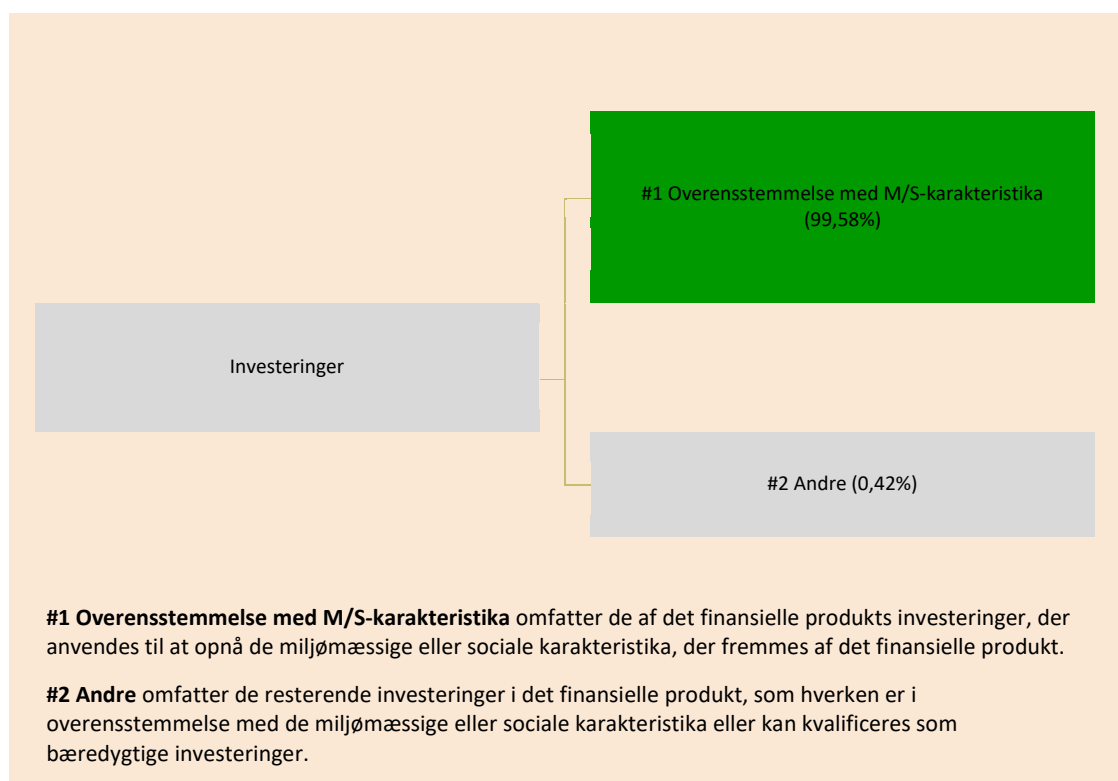 #1 Overensstemmelse med M/S-karakteristika
(99,58%)
Investeringer
#2 Andre (0,42%)
#1 Overensstemmelse med M/S-karakteristika omfatter de af det finansielle produkts investeringer, der
anvendes til at opnå de miljømæssige eller sociale karakteristika, der fremmes af det finansielle produkt.
#2 Andre omfatter de resterende investeringer i det finansielle produkt, som hverken er i
overensstemmelse med de miljømæssige eller sociale karakteristika eller kan kvalificeres som
bæredygtige investeringer.